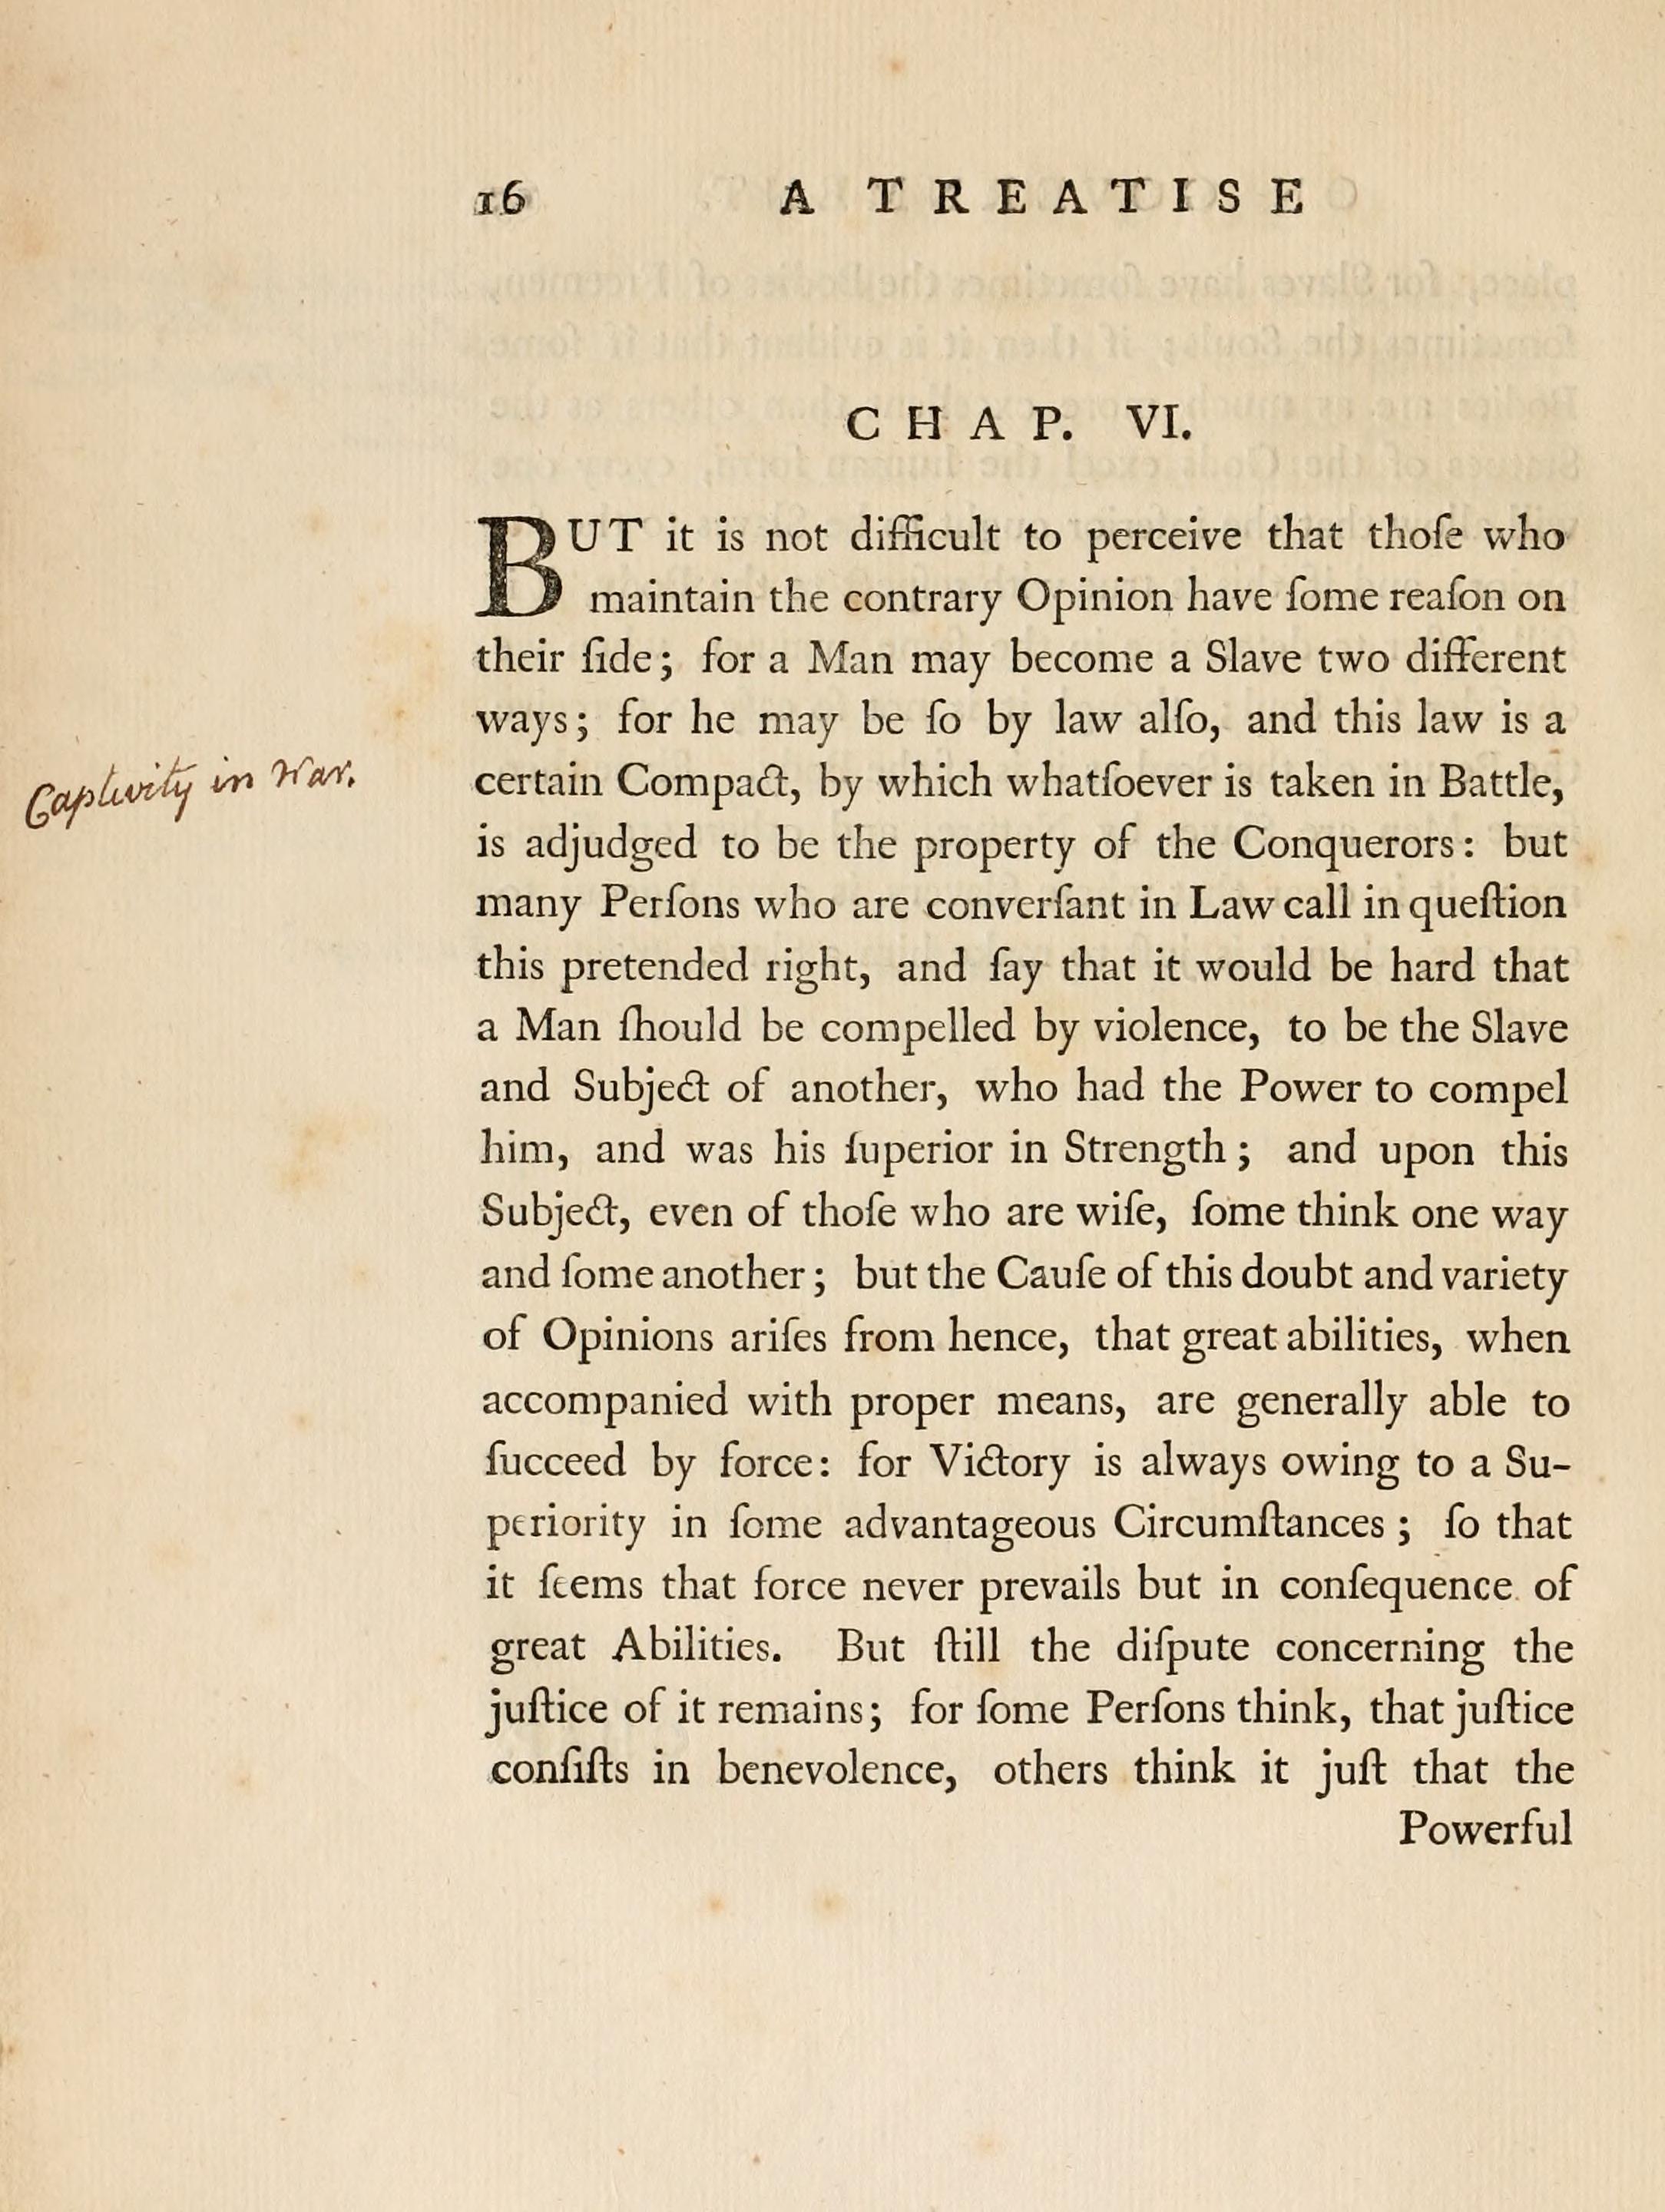 16 A TREATISE
CHAP. VI.
BUT it is not difficult to perceive that thoſe who
maintain the contrary Opinion have ſome reaſon on
their ſide; for a Man may become a Slave two different
ways; for he may be ſo by law alſo, and this law is a
Captivity in War.
certain Compact, by which whatſoever is taken in Battle,
is adjudged to be the property of the Conquerors: but
many Perſons who are converſant in Law call in queſtion
this pretended right, and ſay that it would be hard that
a Man ſhould be compelled by violence, to be the Slave
and Subject of another, who had the Power to compel
him, and was his ſuperior in Strength; and upon this
Subject, even of thoſe who are wiſe, ſome think one way
and ſome another; but the Cauſe of this doubt and variety
of Opinions ariſes from hence, that great abilities, when
accompanied with proper means, are generally able to
ſucceed by force: for Victory is always owing to a Su-
periority in ſome advantageous Circumſtances; ſo that
it ſeems that force never prevails but in conſequence of
great Abilities. But ſtill the diſpute concerning the
juſtice of it remains; for ſome Perſons think, that juſtice
conſiſts in benevolence, others think it juſt that the
Powerful